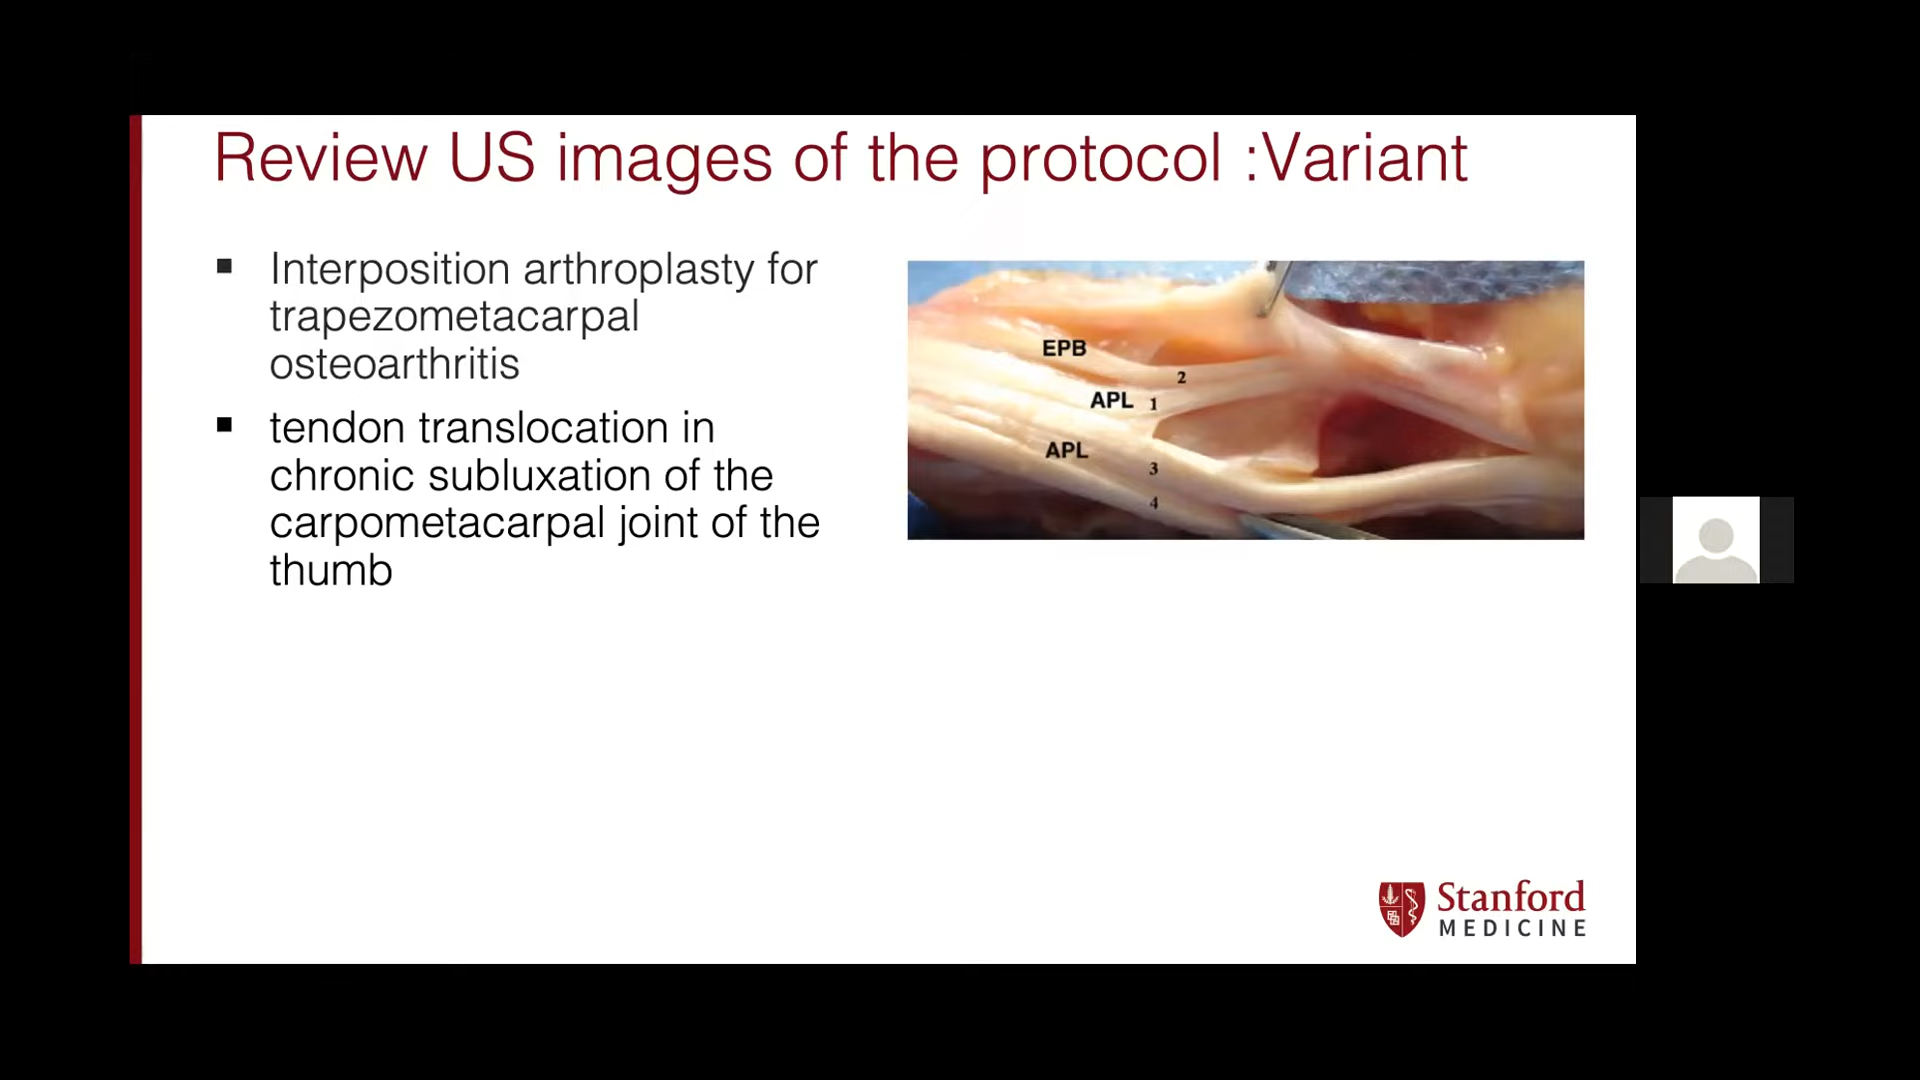 Review US images of the protocol :Variant
▪ Interposition arthroplasty for
trapezometacarpal
osteoarthritis
▪ tendon translocation in
chronic subluxation of the
carpometacarpal joint of the
thumb
EPB
2
APL 1
APL
3
4
Stanford
MEDICINE